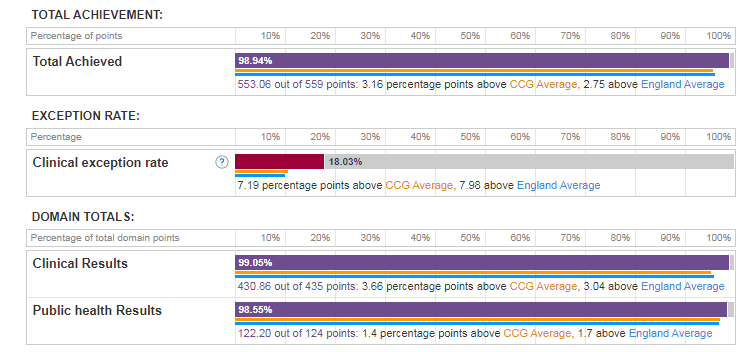 TOTAL ACHIEVEMENT:
Percentage of points 10% 20% 30% 40% 50% 60% 70% 80% 90% 100%
Total Achieved 98.94%
553.06 out of 559 points: 3.16 percentage points above CCG Average, 2.75 above England Average
EXCEPTION RATE:
Percentage 10% 20% 30% 40% 50% 60% 70% 80% 90% 100%
Clinical exception rate ? 18.03%
7.19 percentage points above CCG Average, 7.98 above England Average
DOMAIN TOTALS:
Percentage of total domain points 10% 20% 30% 40% 50% 60% 70% 80% 90% 100%
Clinical Results 99.05%
430.86 out of 435 points: 3.66 percentage points above CCG Average, 3.04 above England Average
Public health Results 98.55%
122.20 out of 124 points: 1.4 percentage points above CCG Average, 1.7 above England Average